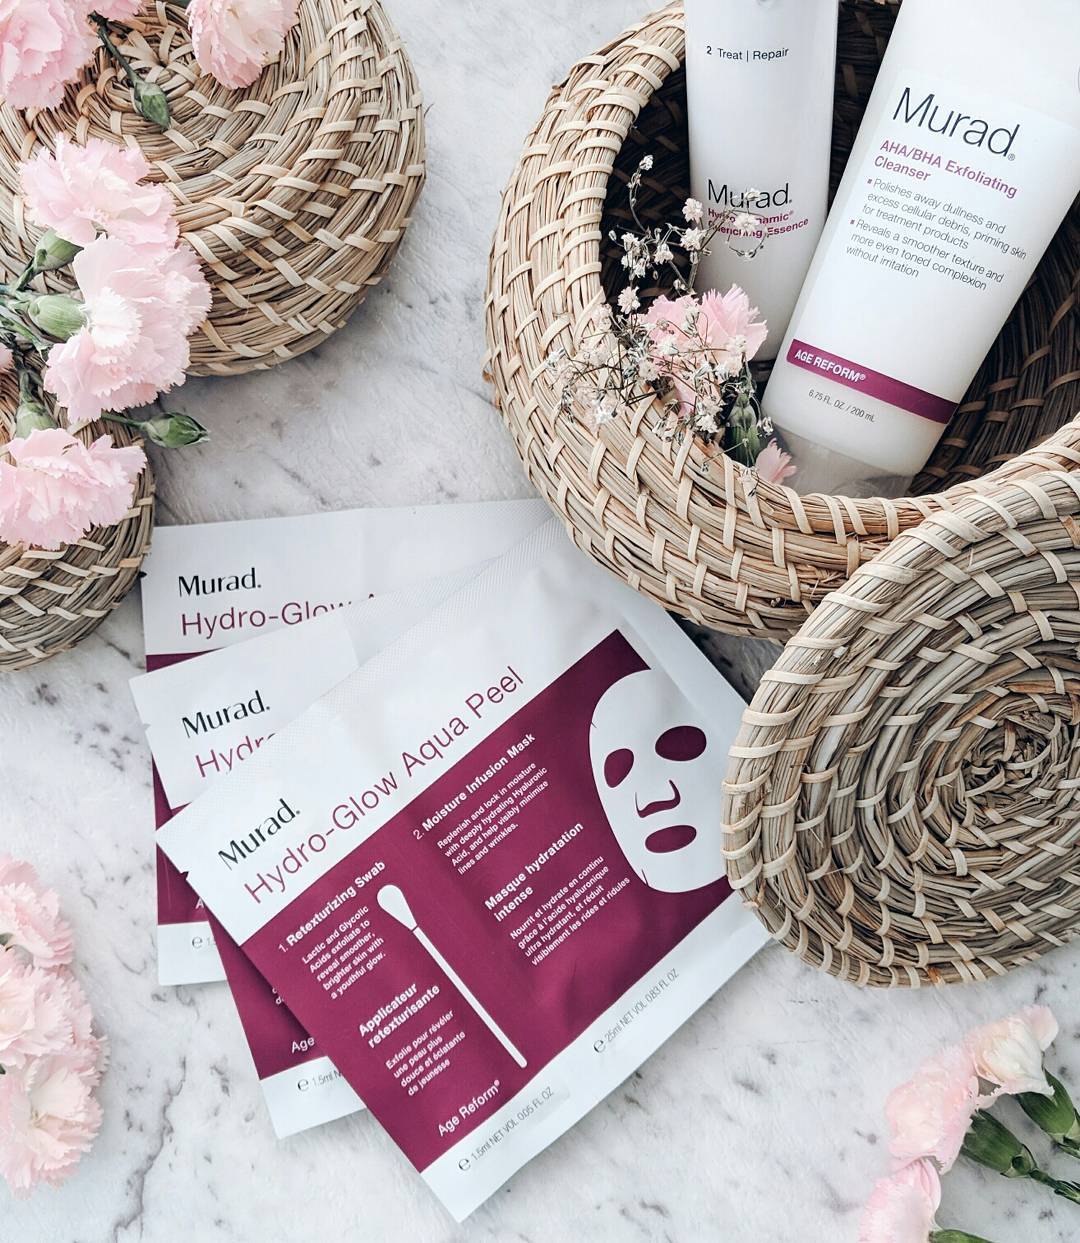 2 Treat | Repair
Murad.
Quenching Essence
Murad®
AHA/BHA Exfoliating
Cleanser
▪ Polishes away dullness and
excess cellular debris, priming skin
for treatment products
▪ Reveals a smoother texture and
more even toned complexion
without irritation
AGE REFORM®
6.75 FL. OZ. / 200 mL
Murad.
Hydro-Glow A
Murad.
Hydro
Murad.
Hydro-Glow Aqua Peel
1. Retexturizing Swab
Lactic and Glycolic
Acids exfoliate to
reveal smoother,
brighter skin with
a youthful glow.
Applicateur
retexturisante
Exfolie pour révéler
une peau plus
douce et éclatante
de jeunesse
2. Moisture Infusion Mask
Replenish and lock in moisture
with deeply hydrating Hyaluronic
Acid, and help visibly minimize
lines and wrinkles.
Masque hydratation
intense
Nourrit et hydrate en continu
grâce à l'acide hyaluronique
ultra hydratant, et réduit
visiblement les rides et ridules
Age Reform®
℮ 1.5ml NET VOL 0.05 FL OZ
℮ 25ml NET VOL 0.83 FL OZ
Age
℮ 1.5ml N